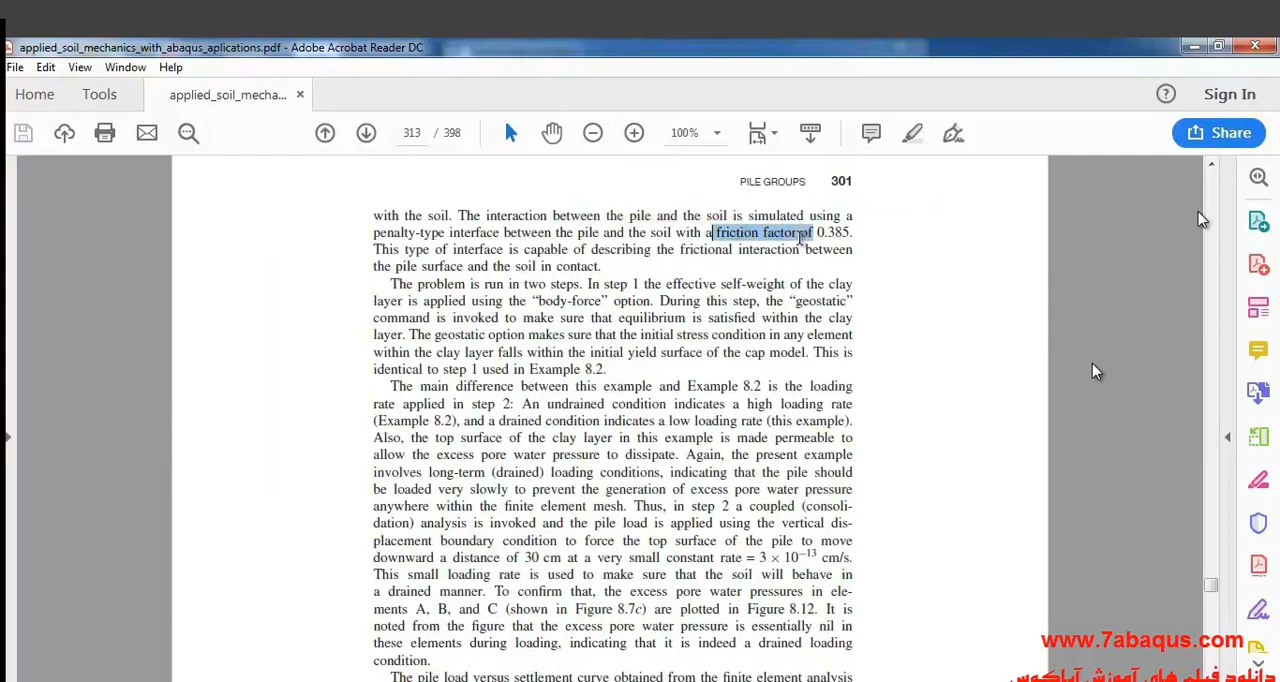 applied_soil_mechanics_with_abaqus_aplications.pdf - Adobe Acrobat Reader DC
File Edit View Window Help
Home Tools applied_soil_mecha... × Sign In
313 / 398 100% Share
PILE GROUPS 301
with the soil. The interaction between the pile and the soil is simulated using a
penalty-type interface between the pile and the soil with a friction factor of 0.385.
This type of interface is capable of describing the frictional interaction between
the pile surface and the soil in contact.
The problem is run in two steps. In step 1 the effective self-weight of the clay
layer is applied using the “body-force” option. During this step, the “geostatic”
command is invoked to make sure that equilibrium is satisfied within the clay
layer. The geostatic option makes sure that the initial stress condition in any element
within the clay layer falls within the initial yield surface of the cap model. This is
identical to step 1 used in Example 8.2.
The main difference between this example and Example 8.2 is the loading
rate applied in step 2: An undrained condition indicates a high loading rate
(Example 8.2), and a drained condition indicates a low loading rate (this example).
Also, the top surface of the clay layer in this example is made permeable to
allow the excess pore water pressure to dissipate. Again, the present example
involves long-term (drained) loading conditions, indicating that the pile should
be loaded very slowly to prevent the generation of excess pore water pressure
anywhere within the finite element mesh. Thus, in step 2 a coupled (consoli-
dation) analysis is invoked and the pile load is applied using the vertical dis-
placement boundary condition to force the top surface of the pile to move
downward a distance of 30 cm at a very small constant rate = 3 × 10⁻¹³ cm/s.
This small loading rate is used to make sure that the soil will behave in
a drained manner. To confirm that, the excess pore water pressures in ele-
ments A, B, and C (shown in Figure 8.7c) are plotted in Figure 8.12. It is
noted from the figure that the excess pore water pressure is essentially nil in
these elements during loading, indicating that it is indeed a drained loading
condition.
The pile load versus settlement curve obtained from the finite element analysis
www.7abaqus.com
دانلود فیلم های آموزش آباکوس